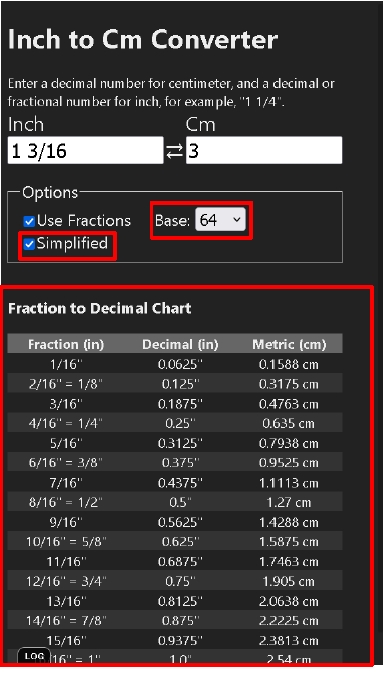 Inch to Cm Converter
Enter a decimal number for centimeter, and a decimal or
fractional number for inch, for example, "1 1/4".
Inch Cm
1 3/16 ⇄ 3
Options
Use Fractions Base: 64
Simplified
Fraction to Decimal Chart
Fraction (in) Decimal (in) Metric (cm)
1/16" 0.0625" 0.1588 cm
2/16" = 1/8" 0.125" 0.3175 cm
3/16" 0.1875" 0.4763 cm
4/16" = 1/4" 0.25" 0.635 cm
5/16" 0.3125" 0.7938 cm
6/16" = 3/8" 0.375" 0.9525 cm
7/16" 0.4375" 1.1113 cm
8/16" = 1/2" 0.5" 1.27 cm
9/16" 0.5625" 1.4288 cm
10/16" = 5/8" 0.625" 1.5875 cm
11/16" 0.6875" 1.7463 cm
12/16" = 3/4" 0.75" 1.905 cm
13/16" 0.8125" 2.0638 cm
14/16" = 7/8" 0.875" 2.2225 cm
15/16" 0.9375" 2.3813 cm
LOG 16" = 1" 1.0" 2.54 cm